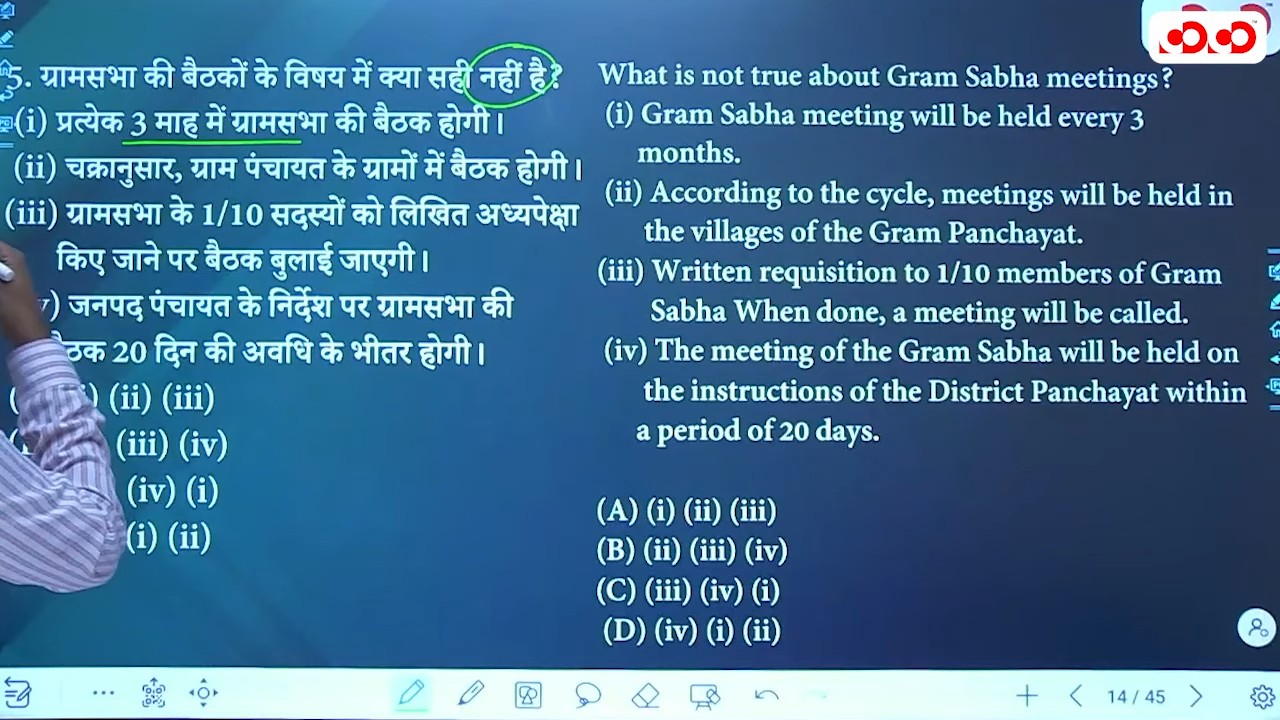 5. ग्रामसभा की बैठकों के विषय में क्या सही नहीं है?
(i) प्रत्येक 3 माह में ग्रामसभा की बैठक होगी।
(ii) चक्रानुसार, ग्राम पंचायत के ग्रामों में बैठक होगी।
(iii) ग्रामसभा के 1/10 सदस्यों को लिखित अध्यपेक्षा
किए जाने पर बैठक बुलाई जाएगी।
जनपद पंचायत के निर्देश पर ग्रामसभा की
20 दिन की अवधि के भीतर होगी।
(ii) (iii)
(iii) (iv)
(iv) (i)
(i) (ii)
What is not true about Gram Sabha meetings?
(i) Gram Sabha meeting will be held every 3
months.
(ii) According to the cycle, meetings will be held in
the villages of the Gram Panchayat.
(iii) Written requisition to 1/10 members of Gram
Sabha When done, a meeting will be called.
(iv) The meeting of the Gram Sabha will be held on
the instructions of the District Panchayat within
a period of 20 days.
(A) (i) (ii) (iii)
(B) (ii) (iii) (iv)
(C) (iii) (iv) (i)
(D) (iv) (i) (ii)
14 / 45